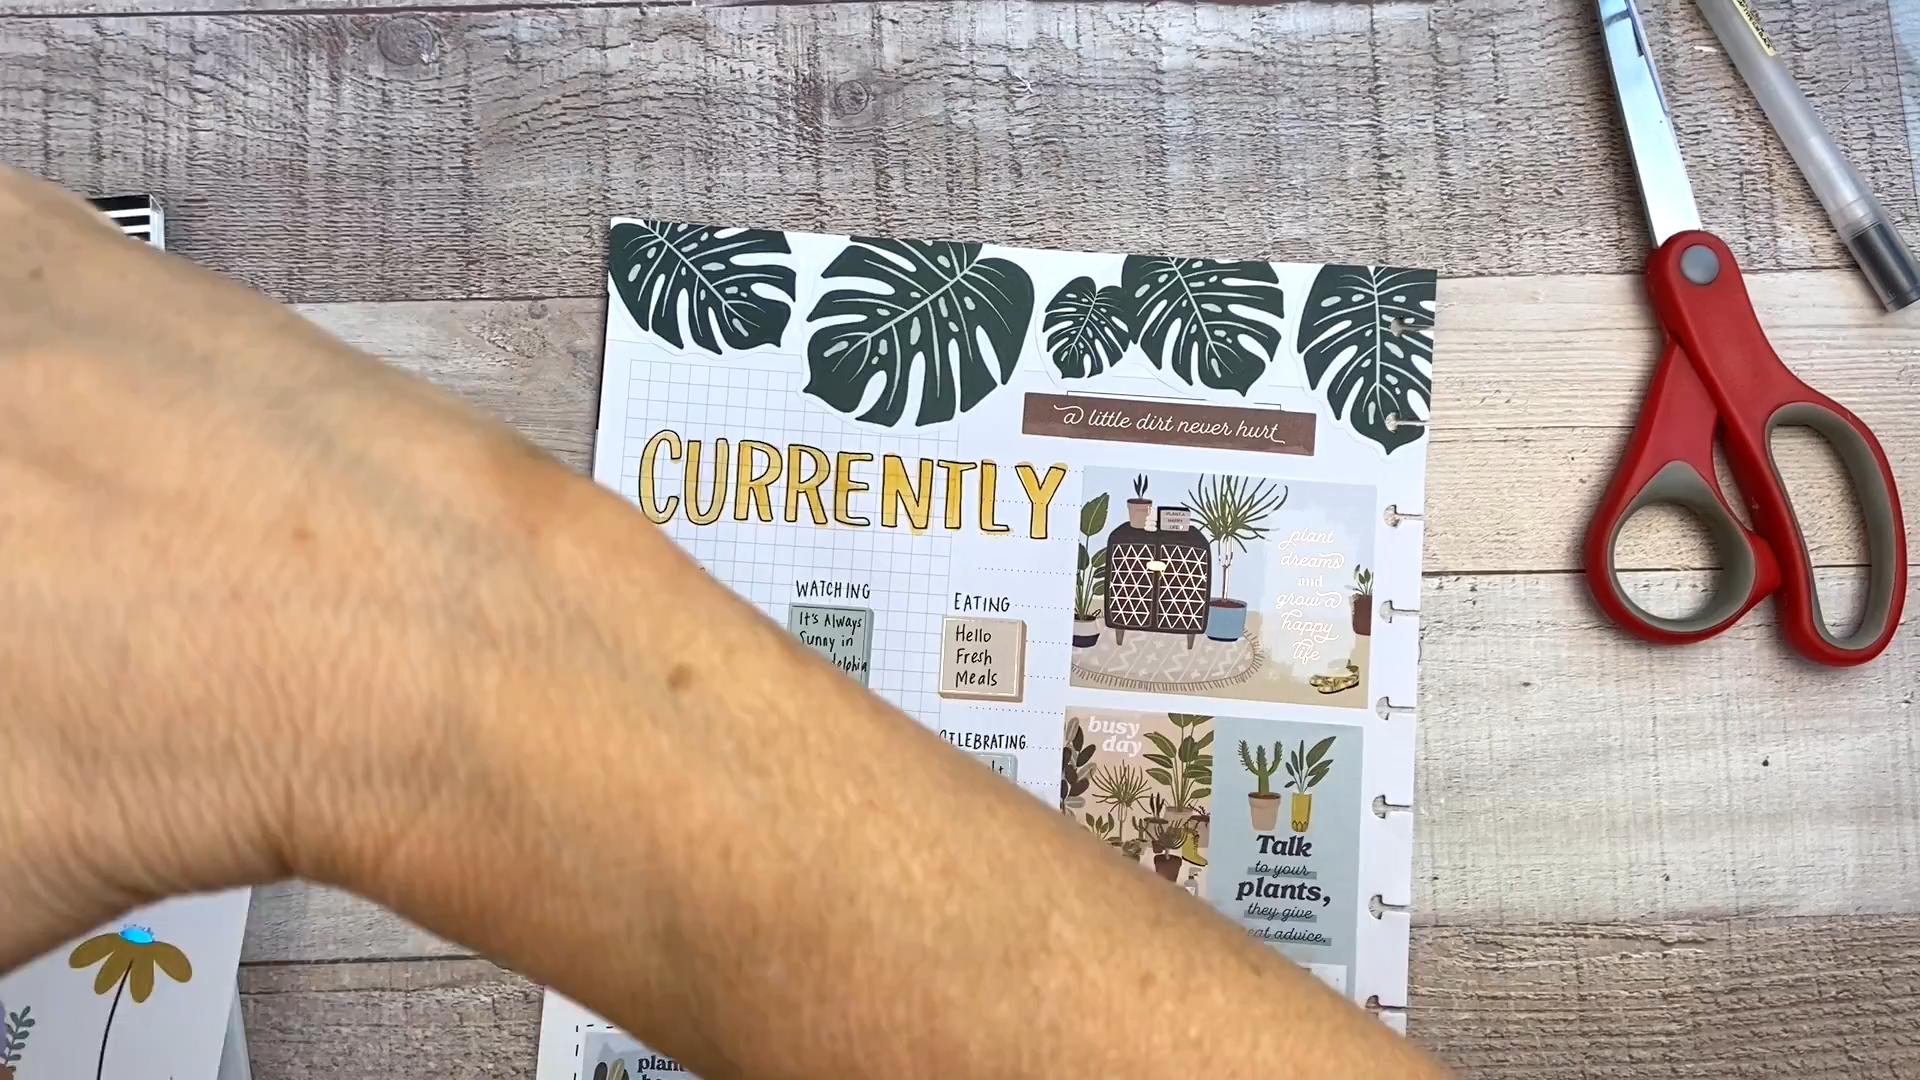 a little dirt never hurt
CURRENTLY
plant
dreams
and
grow a
happy
life
WATCHING
It's Always
Sunny in
EATING
Hello
Fresh
Meals
busy
day
Talk
to your
plants,
they give
advice.